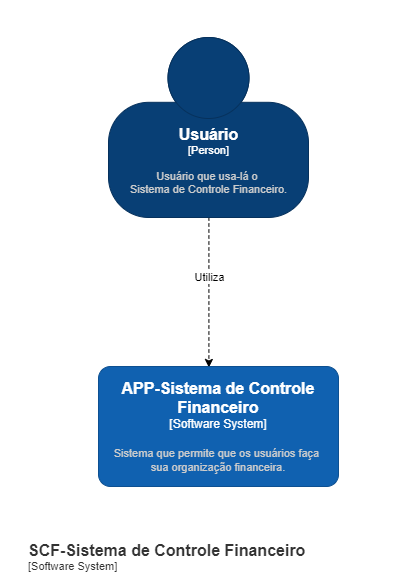 Usuário
[Person]
Usuário que usa-lá o
Sistema de Controle Financeiro.
Utiliza
APP-Sistema de Controle
Financeiro
[Software System]
Sistema que permite que os usuários faça
sua organização financeira.
SCF-Sistema de Controle Financeiro
[Software System]